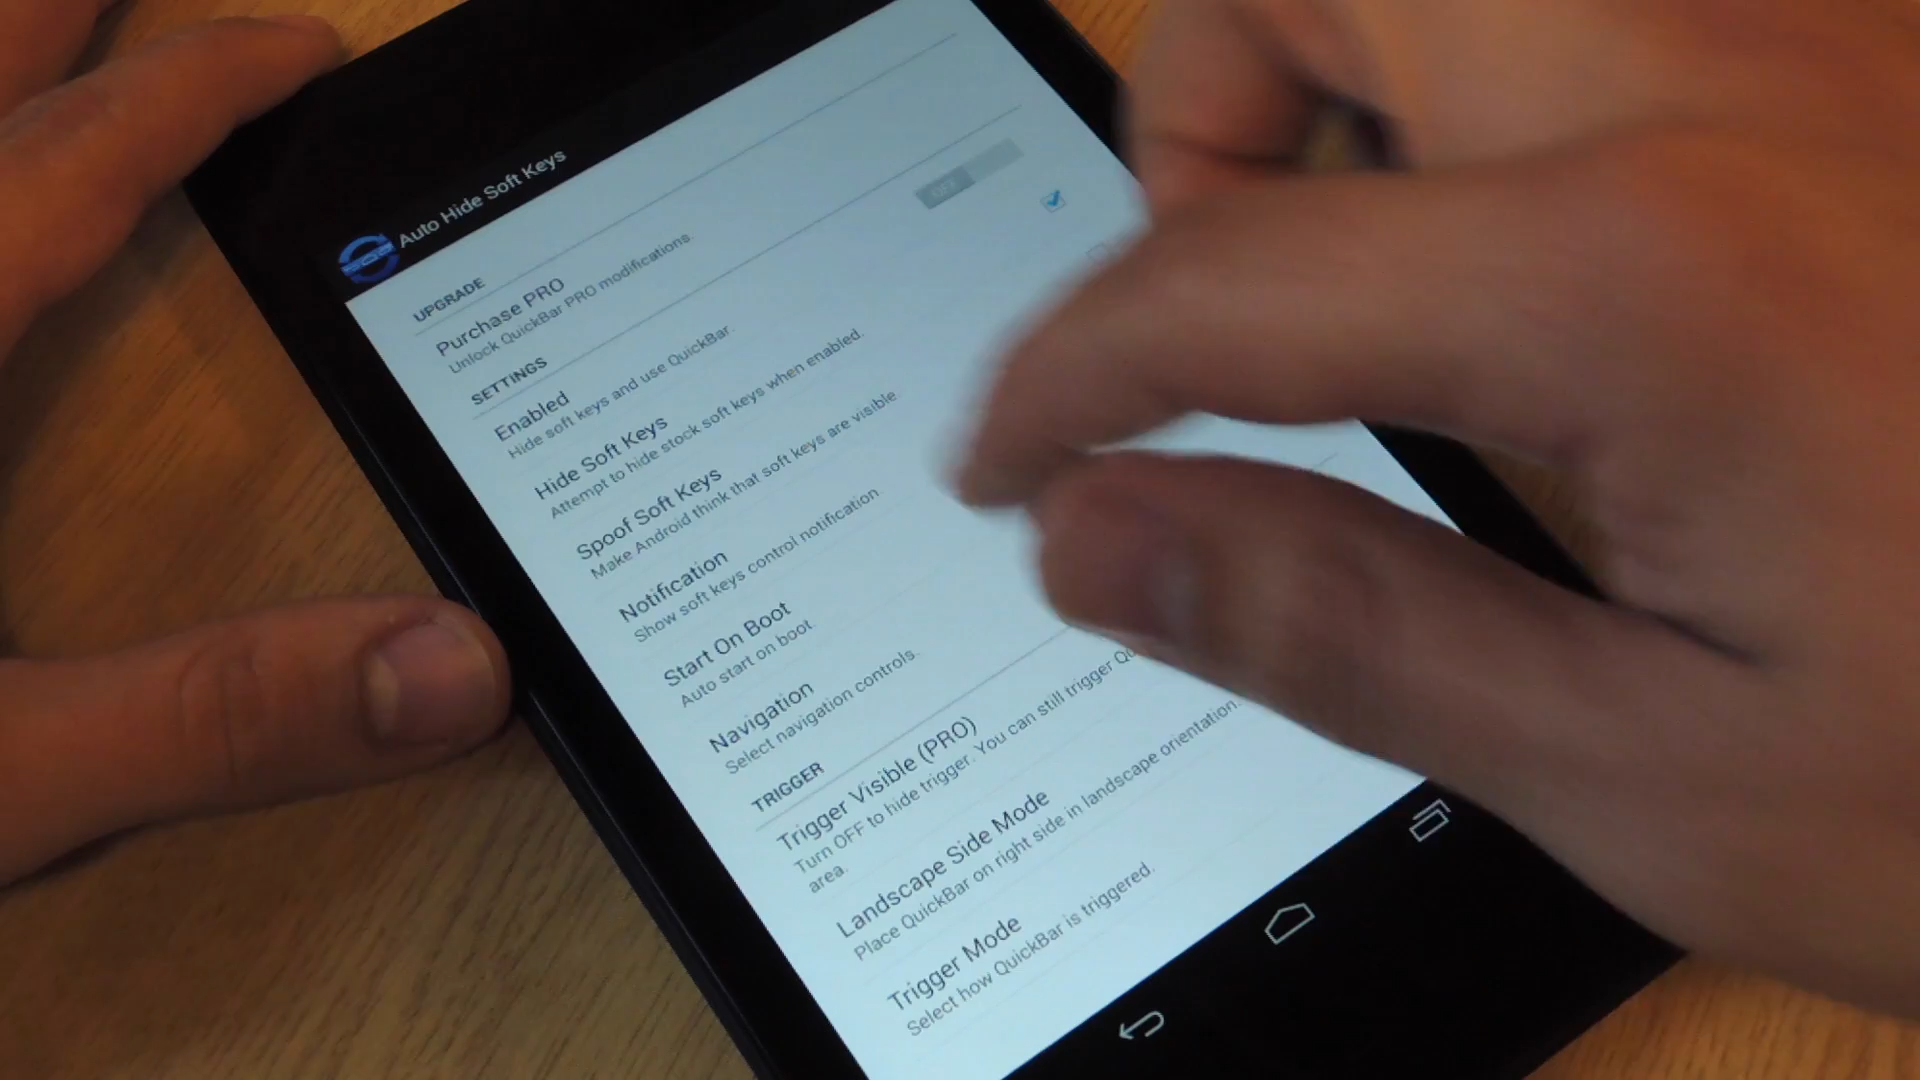 Auto Hide Soft Keys
UPGRADE
Purchase PRO
Unlock QuickBar PRO modifications.
SETTINGS
Enabled
Hide soft keys and use QuickBar.
OFF
Hide Soft Keys
Attempt to hide stock soft keys when enabled.
Spoof Soft Keys
Make Android think that soft keys are visible.
Notification
Show soft keys control notification.
Start On Boot
Auto start on boot.
Navigation
Select navigation controls.
TRIGGER
Trigger Visible (PRO)
Turn OFF to hide trigger. You can still trigger
area.
Landscape Side Mode
Place QuickBar on right side in landscape orientation.
Trigger Mode
Select how QuickBar is triggered.